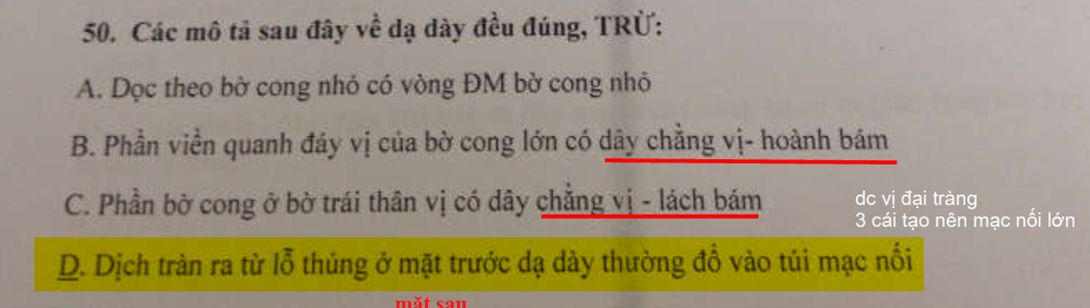 50. Các mô tả sau đây về dạ dày đều đúng, TRỪ:
A. Dọc theo bờ cong nhỏ có vòng ĐM bờ cong nhỏ
B. Phần viền quanh đáy vị của bờ cong lớn có dây chằng vị- hoành bám
C. Phần bờ cong ở bờ trái thân vị có dây chằng vị - lách bám
dc vị đại tràng
3 cái tạo nên mạc nối lớn
D. Dịch tràn ra từ lỗ thủng ở mặt trước dạ dày thường đổ vào túi mạc nối
mặt sau